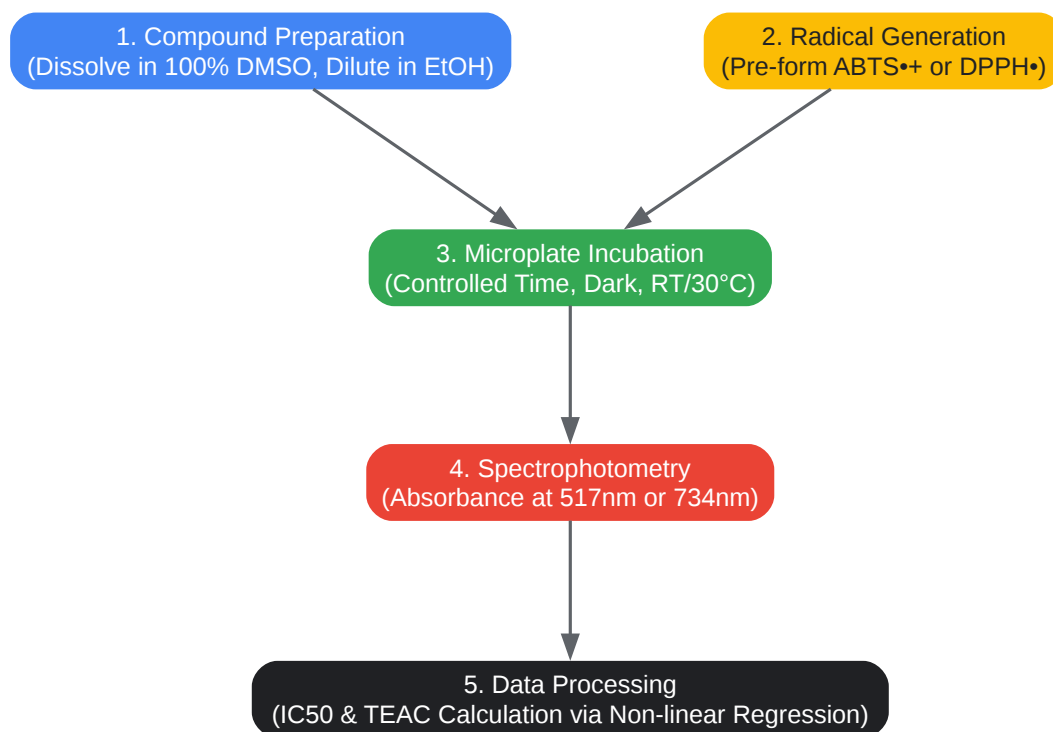 1. Compound Preparation
(Dissolve in 100% DMSO, Dilute in EtOH)
2. Radical Generation
(Pre-form ABTS•+ or DPPH•)
3. Microplate Incubation
(Controlled Time, Dark, RT/30°C)
4. Spectrophotometry
(Absorbance at 517nm or 734nm)
5. Data Processing
(IC50 & TEAC Calculation via Non-linear Regression)